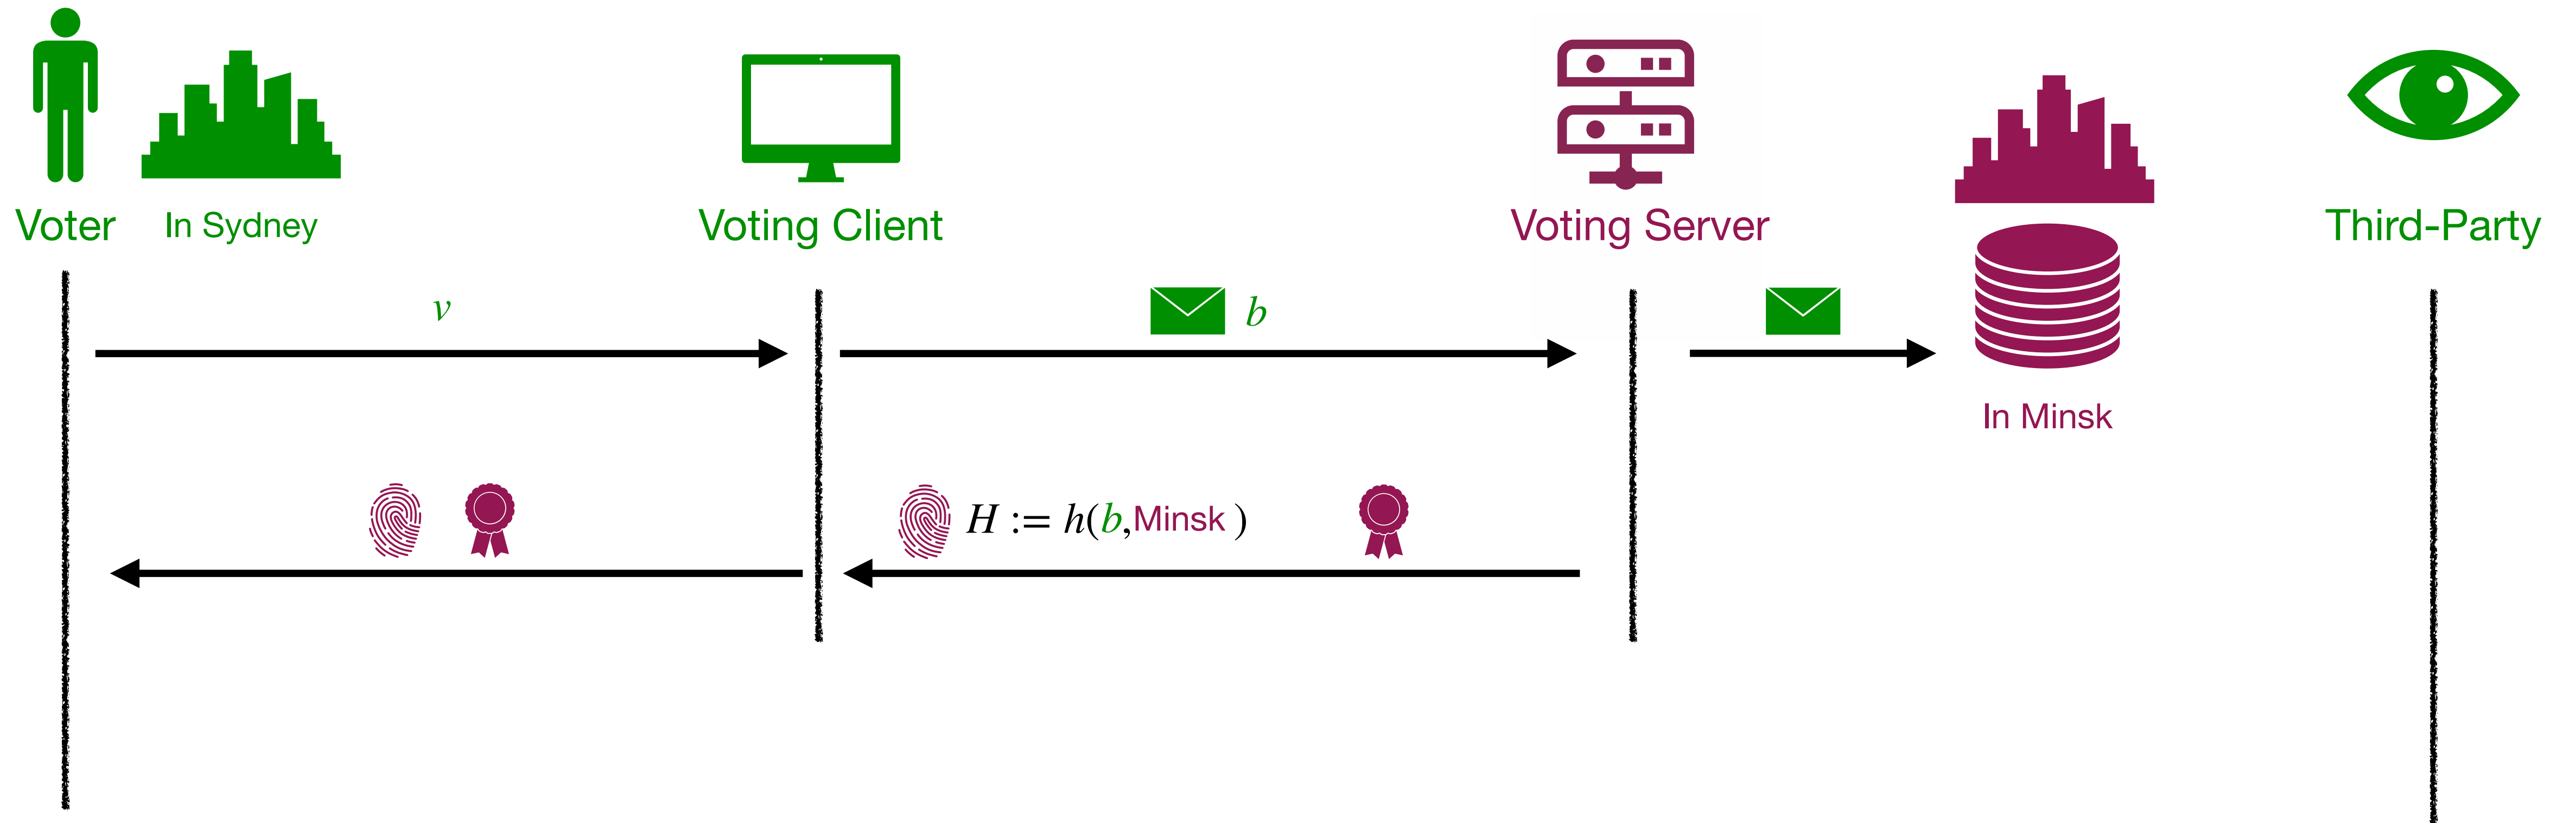 Voter
In Sydney
Voting Client
Voting Server
Third-Party
v
b
In Minsk
H := h(b,Minsk )